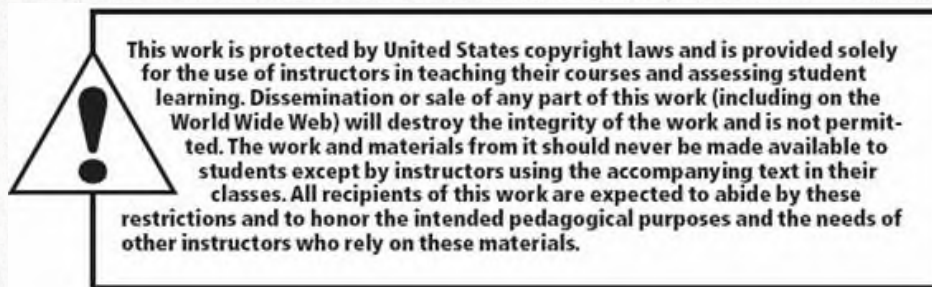 This work is protected by United States copyright laws and is provided solely
for the use of instructors in teaching their courses and assessing student
learning. Dissemination or sale of any part of this work (including on the
World Wide Web) will destroy the integrity of the work and is not permit-
ted. The work and materials from it should never be made available to
students except by instructors using the accompanying text in their
classes. All recipients of this work are expected to abide by these
restrictions and to honor the intended pedagogical purposes and the needs of
other instructors who rely on these materials.